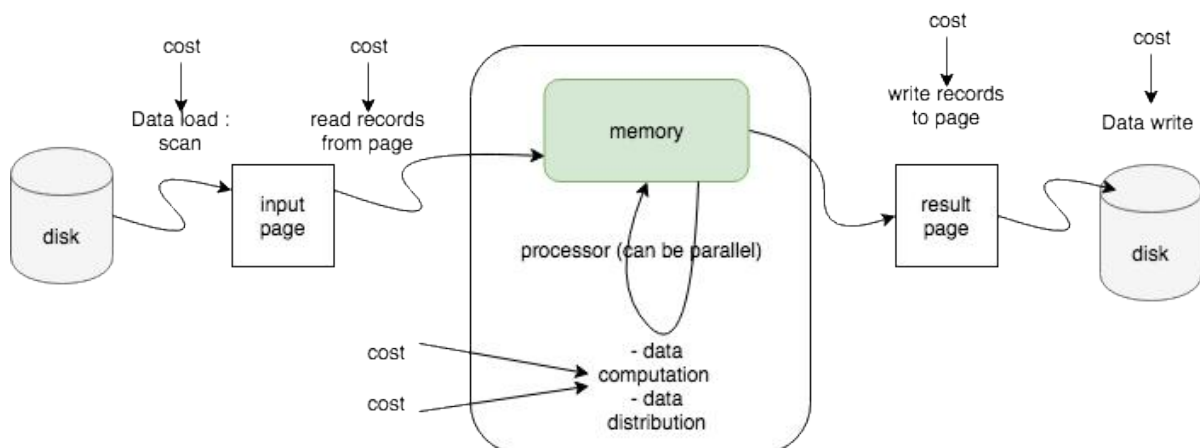 cost
Data load :
scan
cost
read records
from page
cost
write records
to page
cost
Data write
disk
input
page
memory
processor (can be parallel)
cost
cost
- data
computation
- data
distribution
result
page
disk